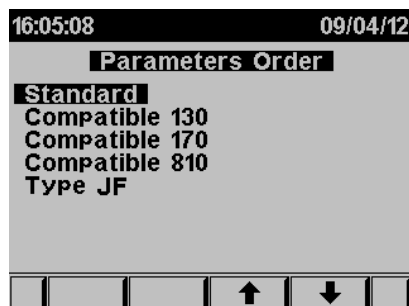 16:05:08 09/04/12
Parameters Order
Standard
Compatible 130
Compatible 170
Compatible 810
Type JF